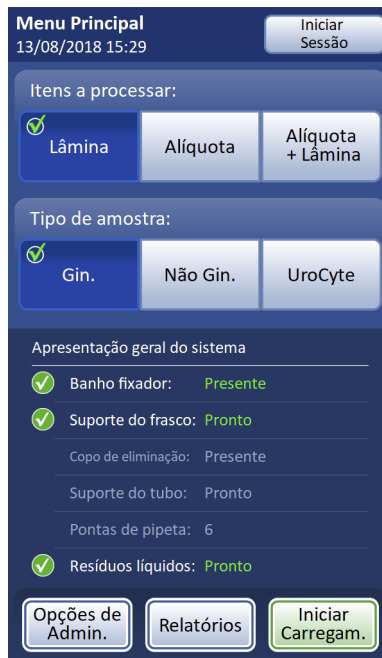 Menu Principal
13/08/2018 15:29
Iniciar
Sessão
Itens a processar:
Lâmina
Alíquota
Alíquota
+ Lâmina
Tipo de amostra:
Gin.
Não Gin.
UroCyte
Apresentação geral do sistema
Banho fixador: Presente
Suporte do frasco: Pronto
Copo de eliminação: Presente
Suporte do tubo: Pronto
Pontas de pipeta: 6
Resíduos líquidos: Pronto
Opções de
Admin.
Relatórios
Iniciar
Carregam.